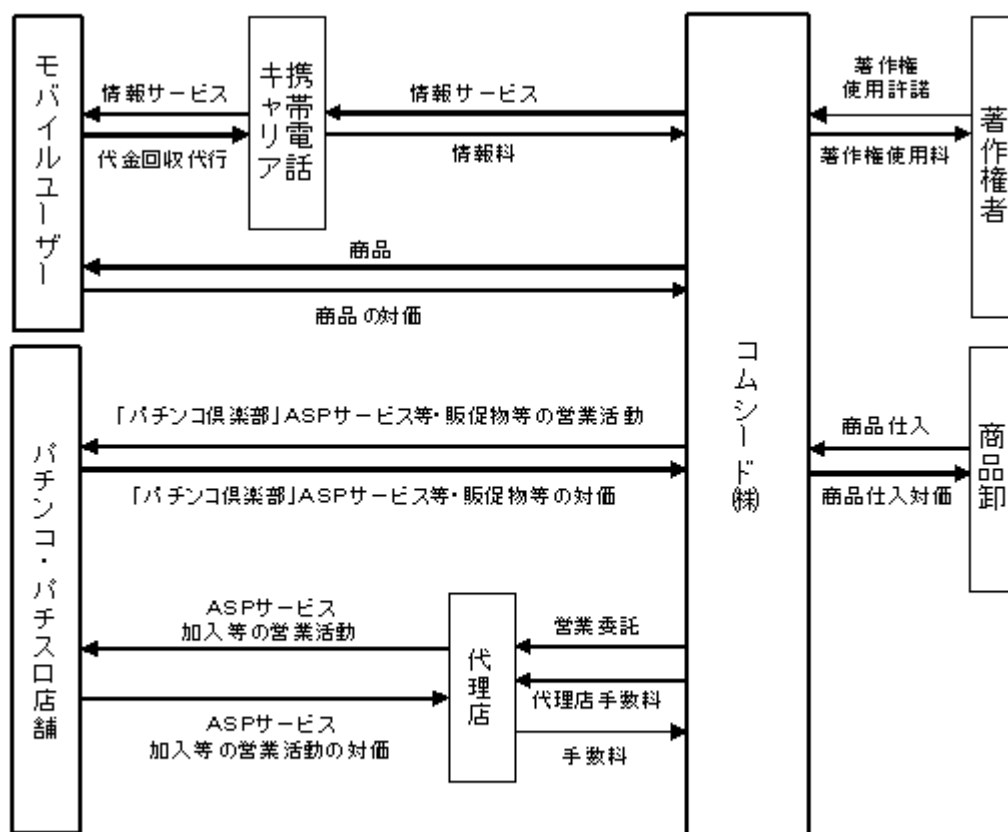 モバイルユーザー
携帯電話
キャリア
情報サービス
代金回収代行
情報サービス
情報料
著作権
使用許諾
著作権使用料
著作権者
商品
商品の対価
コムシード㈱
パチンコ・パチスロ店舗
「パチンコ倶楽部」ASPサービス等・販促物等の営業活動
「パチンコ倶楽部」ASPサービス等・販促物等の対価
商品仕入
商品仕入対価
商品卸
ASPサービス
加入等の営業活動
ASPサービス
加入等の営業活動の対価
代理店
営業委託
代理店手数料
手数料